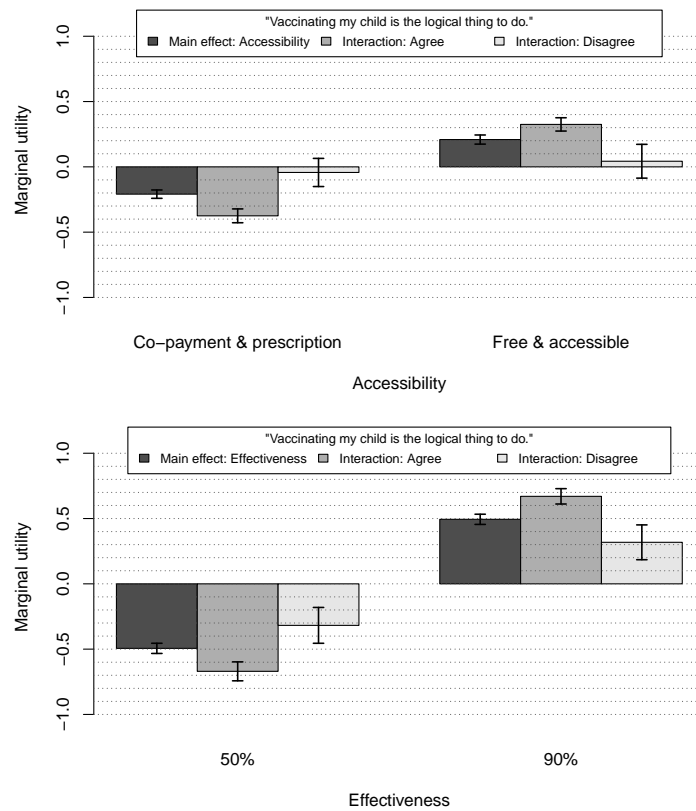 "Vaccinating my child is the logical thing to do."
Main effect: Accessibility Interaction: Agree Interaction: Disagree
1.0
0.5
0.0
−0.5
−1.0
Marginal utility
Co−payment & prescription Free & accessible
Accessibility
"Vaccinating my child is the logical thing to do."
Main effect: Effectiveness Interaction: Agree Interaction: Disagree
1.0
0.5
0.0
−0.5
−1.0
Marginal utility
50% 90%
Effectiveness